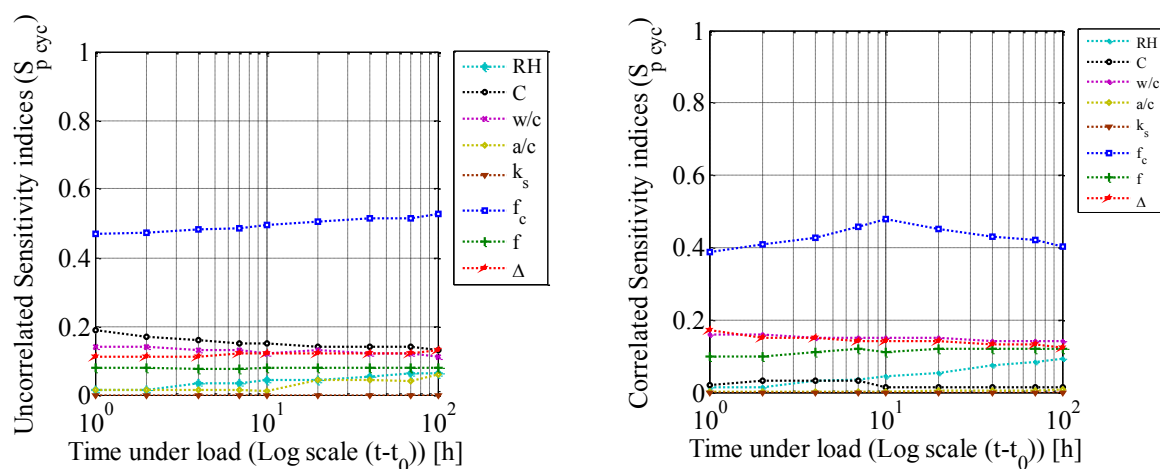 Uncorrelated Sensitivity indices (S_{p cyc})
1
0.8
0.6
0.4
0.2
0
10^0
10^1
10^2
Time under load (Log scale (t-t_0)) [h]
RH
C
w/c
a/c
k_s
f_c
f
Δ
Correlated Sensitivity indices (S_{p cyc})
1
0.8
0.6
0.4
0.2
0
10^0
10^1
10^2
Time under load (Log scale (t-t_0)) [h]
RH
C
w/c
a/c
k_s
f_c
f
Δ